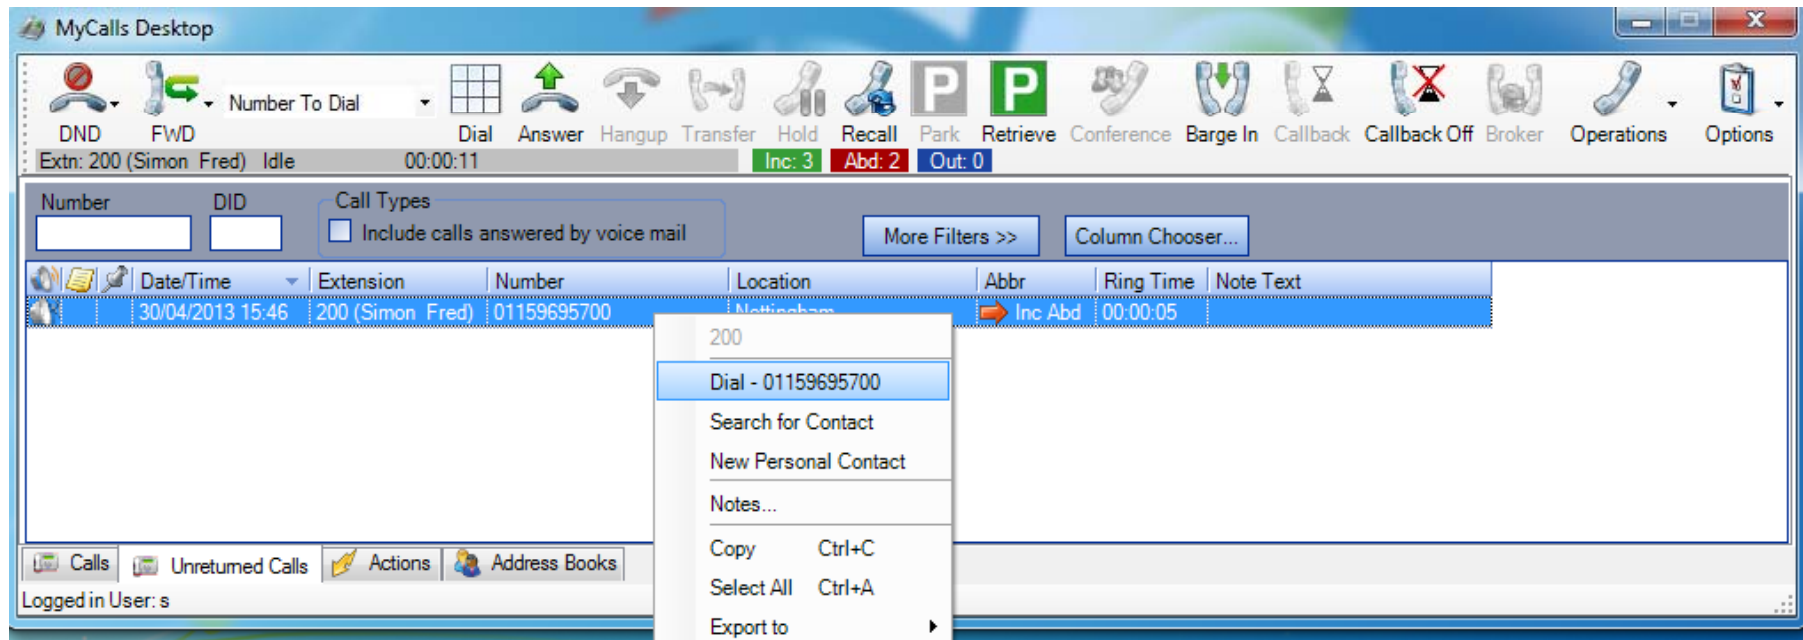 MyCalls Desktop
Number To Dial
DND FWD Dial Answer Hangup Transfer Hold Recall Park Retrieve Conference Barge In Callback Callback Off Broker Operations Options
Extn: 200 (Simon Fred) Idle 00:00:11 Inc: 3 Abd: 2 Out: 0
Number DID Call Types
Include calls answered by voice mail More Filters >> Column Chooser...
Date/Time Extension Number Location Abbr Ring Time Note Text
30/04/2013 15:46 200 (Simon Fred) 01159695700 Nottingham Inc Abd 00:00:05
200
Dial - 01159695700
Search for Contact
New Personal Contact
Notes...
Copy Ctrl+C
Select All Ctrl+A
Export to
Calls Unreturned Calls Actions Address Books
Logged in User: s